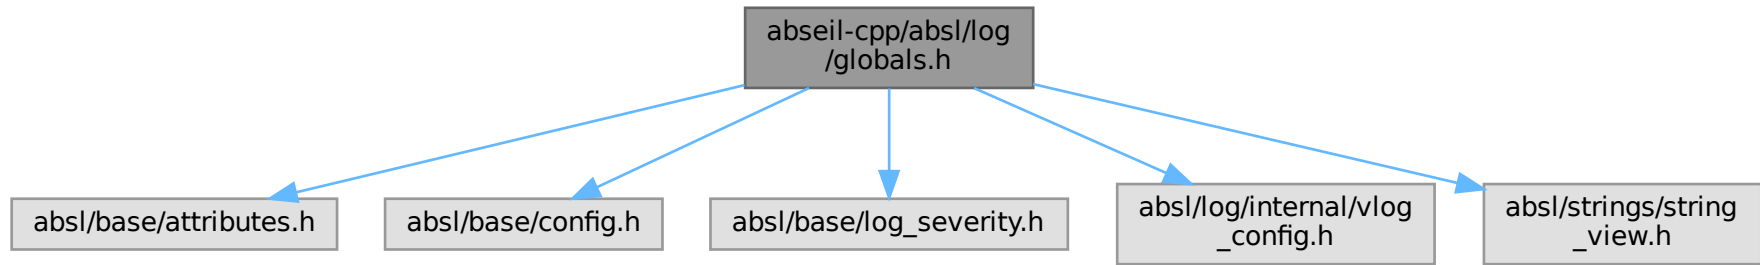 abseil-cpp/absl/log
/globals.h
absl/base/attributes.h
absl/base/config.h
absl/base/log_severity.h
absl/log/internal/vlog
_config.h
absl/strings/string
_view.h